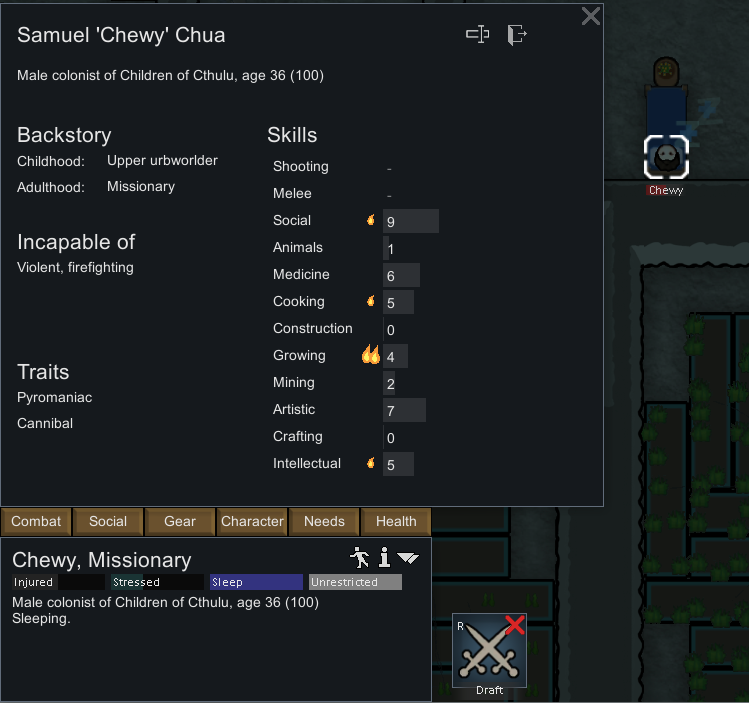 Samuel 'Chewy' Chua
Male colonist of Children of Cthulu, age 36 (100)
Backstory
Childhood: Upper urbworlder
Adulthood: Missionary
Incapable of
Violent, firefighting
Traits
Pyromaniac
Cannibal
Skills
Shooting -
Melee -
Social 9
Animals 1
Medicine 6
Cooking 5
Construction 0
Growing 4
Mining 2
Artistic 7
Crafting 0
Intellectual 5
Chewy
Combat Social Gear Character Needs Health
Chewy, Missionary
Injured Stressed Sleep Unrestricted
Male colonist of Children of Cthulu, age 36 (100)
Sleeping.
R
Draft